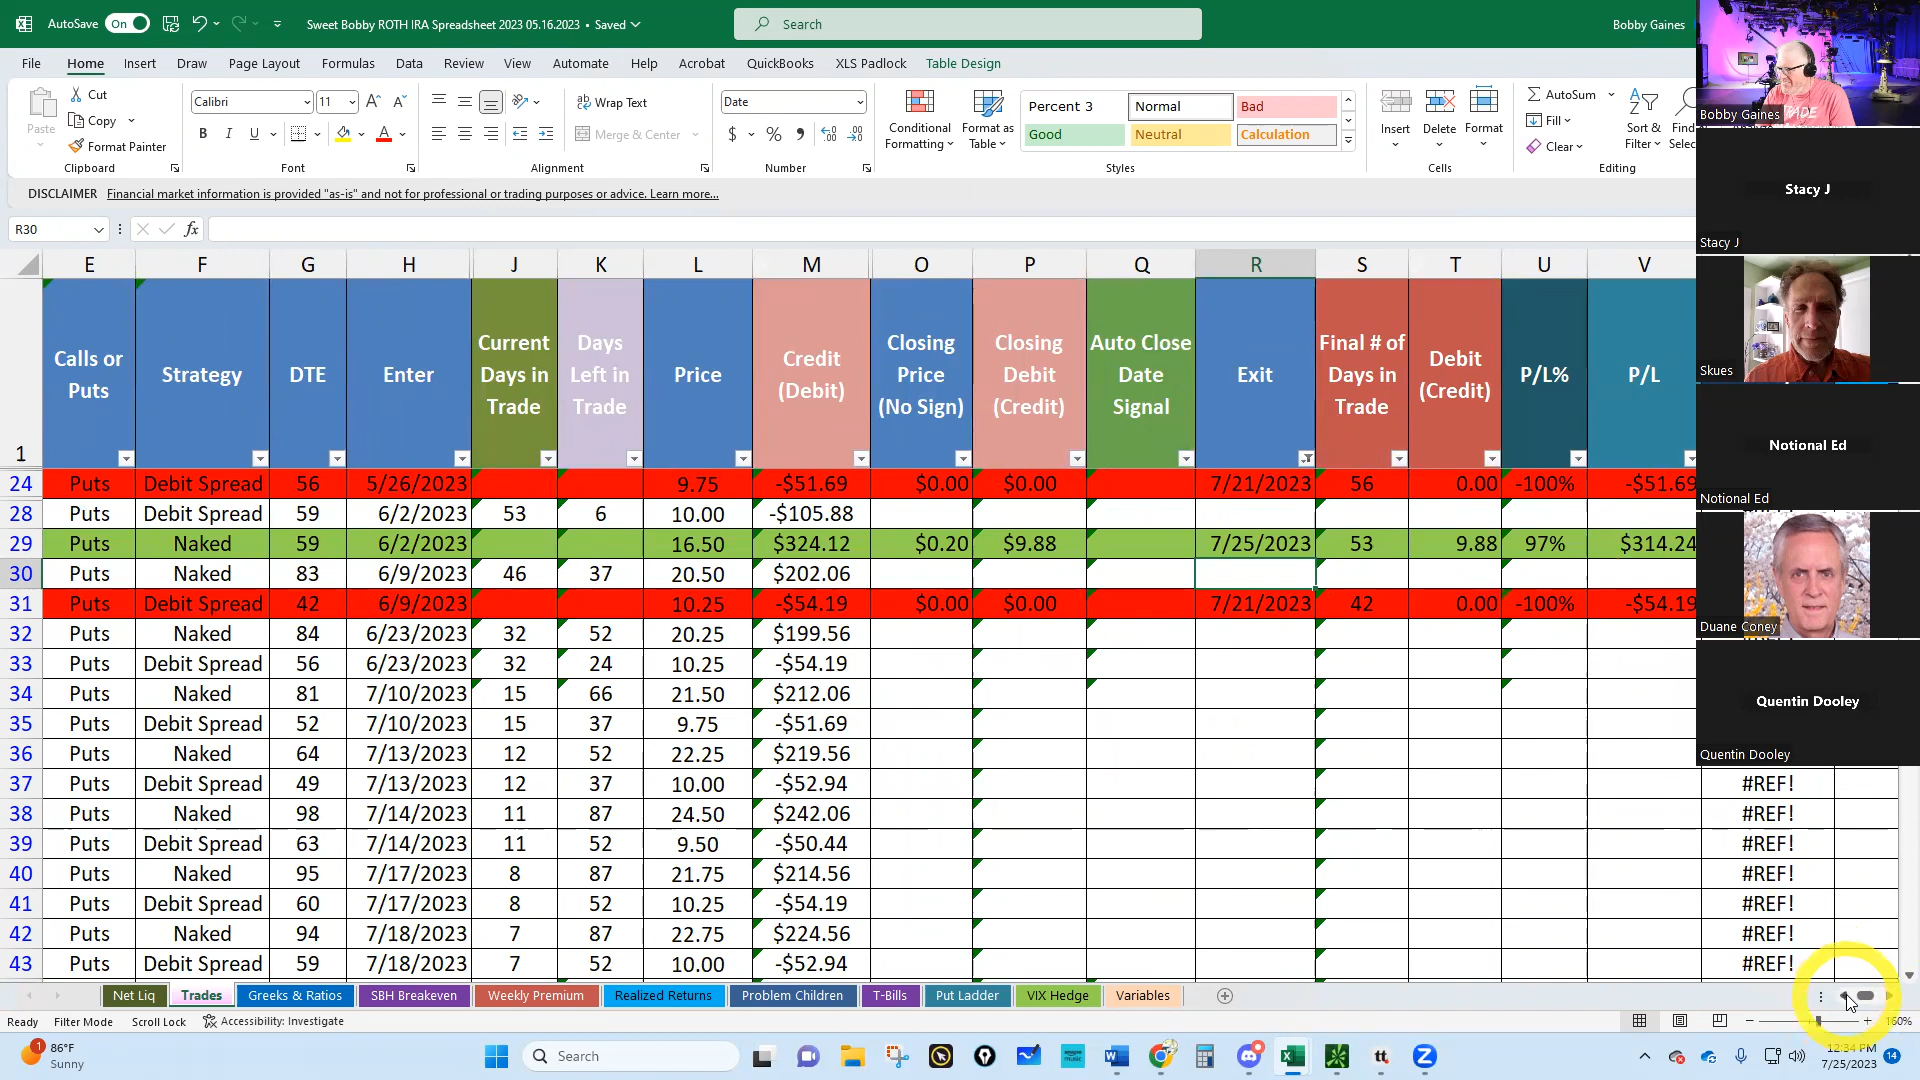 AutoSave On Sweet Bobby ROTH IRA Spreadsheet 2023 05.16.2023 • Saved Search Bobby Gaines
File Home Insert Draw Page Layout Formulas Data Review View Automate Help Acrobat QuickBooks XLS Padlock Table Design
Paste Cut Copy Format Painter
Calibri 11
B I U
Wrap Text
Merge & Center
Date
$ %
Conditional Formatting Format as Table
Percent 3 Normal Bad
Good Neutral Calculation
Insert Delete Format
AutoSum Fill Clear
Sort & Filter
Clipboard Font Alignment Number Styles Cells Editing
DISCLAIMER Financial market information is provided "as-is" and not for professional or trading purposes or advice. Learn more...
R30 fx
E F G H J K L M O P Q R S T U V
1 Calls or Puts Strategy DTE Enter Current Days in Trade Days Left in Trade Price Credit (Debit) Closing Price (No Sign) Closing Debit (Credit) Auto Close Date Signal Exit Final # of Days in Trade Debit (Credit) P/L% P/L
24 Puts Debit Spread 56 5/26/2023 9.75 -$51.69 $0.00 $0.00 7/21/2023 56 0.00 -100% -$51.69
28 Puts Debit Spread 59 6/2/2023 53 6 10.00 -$105.88
29 Puts Naked 59 6/2/2023 16.50 $324.12 $0.20 $9.88 7/25/2023 53 9.88 97% $314.24
30 Puts Naked 83 6/9/2023 46 37 20.50 $202.06
31 Puts Debit Spread 42 6/9/2023 10.25 -$54.19 $0.00 $0.00 7/21/2023 42 0.00 -100% -$54.19
32 Puts Naked 84 6/23/2023 32 52 20.25 $199.56
33 Puts Debit Spread 56 6/23/2023 32 24 10.25 -$54.19
34 Puts Naked 81 7/10/2023 15 66 21.50 $212.06
35 Puts Debit Spread 52 7/10/2023 15 37 9.75 -$51.69
36 Puts Naked 64 7/13/2023 12 52 22.25 $219.56
37 Puts Debit Spread 49 7/13/2023 12 37 10.00 -$52.94 #REF!
38 Puts Naked 98 7/14/2023 11 87 24.50 $242.06 #REF!
39 Puts Debit Spread 63 7/14/2023 11 52 9.50 -$50.44 #REF!
40 Puts Naked 95 7/17/2023 8 87 21.75 $214.56 #REF!
41 Puts Debit Spread 60 7/17/2023 8 52 10.25 -$54.19 #REF!
42 Puts Naked 94 7/18/2023 7 87 22.75 $224.56 #REF!
43 Puts Debit Spread 59 7/18/2023 7 52 10.00 -$52.94 #REF!
Net Liq Trades Greeks & Ratios SBH Breakeven Weekly Premium Realized Returns Problem Children T-Bills Put Ladder VIX Hedge Variables
Ready Filter Mode Scroll Lock Accessibility: Investigate 160%
1 86°F
Sunny
Search
amazon music
tt
12:34 PM
7/25/2023
14
Bobby Gaines
Stacy J
Stacy J
Skues
Notional Ed
Notional Ed
Duane Coney
Quentin Dooley
Quentin Dooley